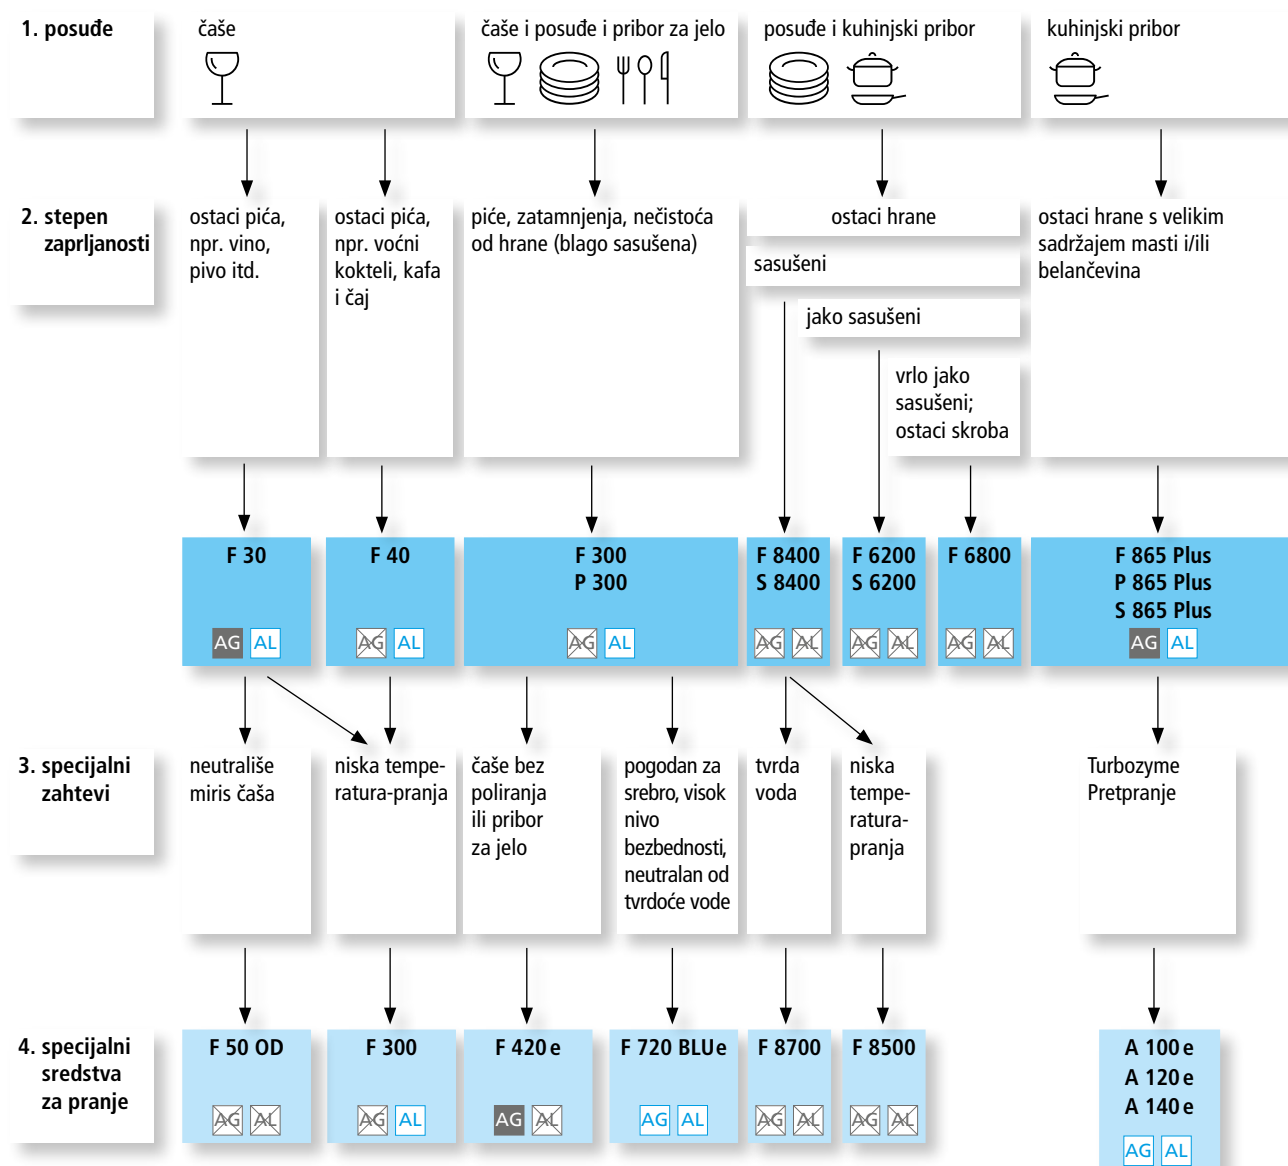 1. posuđe
čaše
čaše i posuđe i pribor za jelo
posuđe i kuhinjski pribor
kuhinjski pribor
2. stepen
zaprljanosti
ostaci pića,
npr. vino,
pivo itd.
ostaci pića,
npr. voćni
kokteli, kafa
i čaj
piće, zatamnjenja, nečistoća
od hrane (blago sasušena)
ostaci hrane
sasušeni
jako sasušeni
vrlo jako
sasušeni;
ostaci skroba
ostaci hrane s velikim
sadržajem masti i/ili
belančevina
F 30
AG AL
F 40
AG AL
F 300
P 300
AG AL
F 8400
S 8400
AG AL
F 6200
S 6200
AG AL
F 6800
AG AL
F 865 Plus
P 865 Plus
S 865 Plus
AG AL
3. specijalni
zahtevi
neutrališe
miris čaša
niska tempe-
ratura-pranja
čaše bez
poliranja
ili pribor
za jelo
pogodan za
srebro, visok
nivo
bezbednosti,
neutralan od
tvrdoće vode
tvrda
voda
niska
tempe-
ratura-
pranja
Turbozyme
Pretpranje
4. specijalni
sredstva
za pranje
F 50 OD
AG AL
F 300
AG AL
F 420 e
AG AL
F 720 BLUe
AG AL
F 8700
AG AL
F 8500
AG AL
A 100 e
A 120 e
A 140 e
AG AL